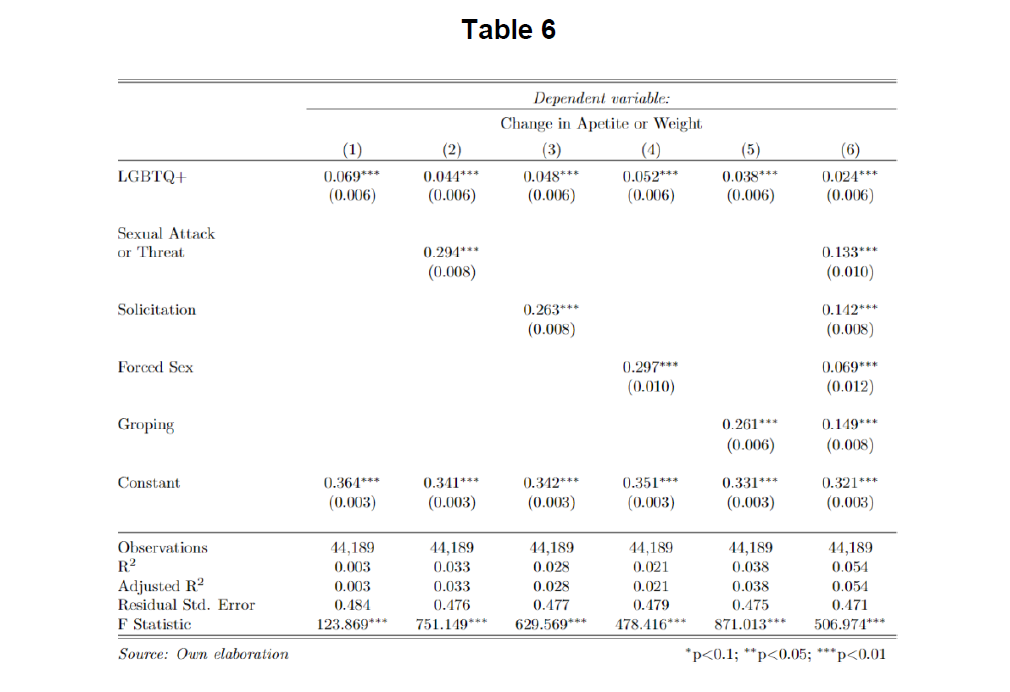 Table 6
Dependent variable:
Change in Apetite or Weight
(1) (2) (3) (4) (5) (6)
LGBTQ+ 0.069*** 0.044*** 0.048*** 0.052*** 0.038*** 0.024***
(0.006) (0.006) (0.006) (0.006) (0.006) (0.006)
Sexual Attack
or Threat 0.294*** 0.133***
(0.008) (0.010)
Solicitation 0.263*** 0.142***
(0.008) (0.008)
Forced Sex 0.297*** 0.069***
(0.010) (0.012)
Groping 0.261*** 0.149***
(0.006) (0.008)
Constant 0.364*** 0.341*** 0.342*** 0.351*** 0.331*** 0.321***
(0.003) (0.003) (0.003) (0.003) (0.003) (0.003)
Observations 44,189 44,189 44,189 44,189 44,189 44,189
R² 0.003 0.033 0.028 0.021 0.038 0.054
Adjusted R² 0.003 0.033 0.028 0.021 0.038 0.054
Residual Std. Error 0.484 0.476 0.477 0.479 0.475 0.471
F Statistic 123.869*** 751.149*** 629.569*** 478.416*** 871.013*** 506.974***
Source: Own elaboration *p<0.1; **p<0.05; ***p<0.01